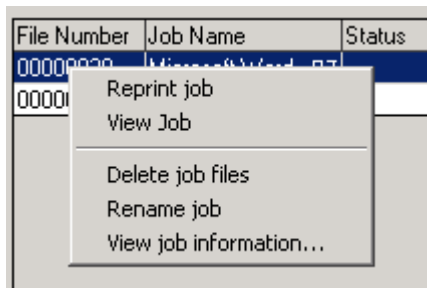 File Number Job Name Status
Reprint job
View Job
Delete job files
Rename job
View job information...